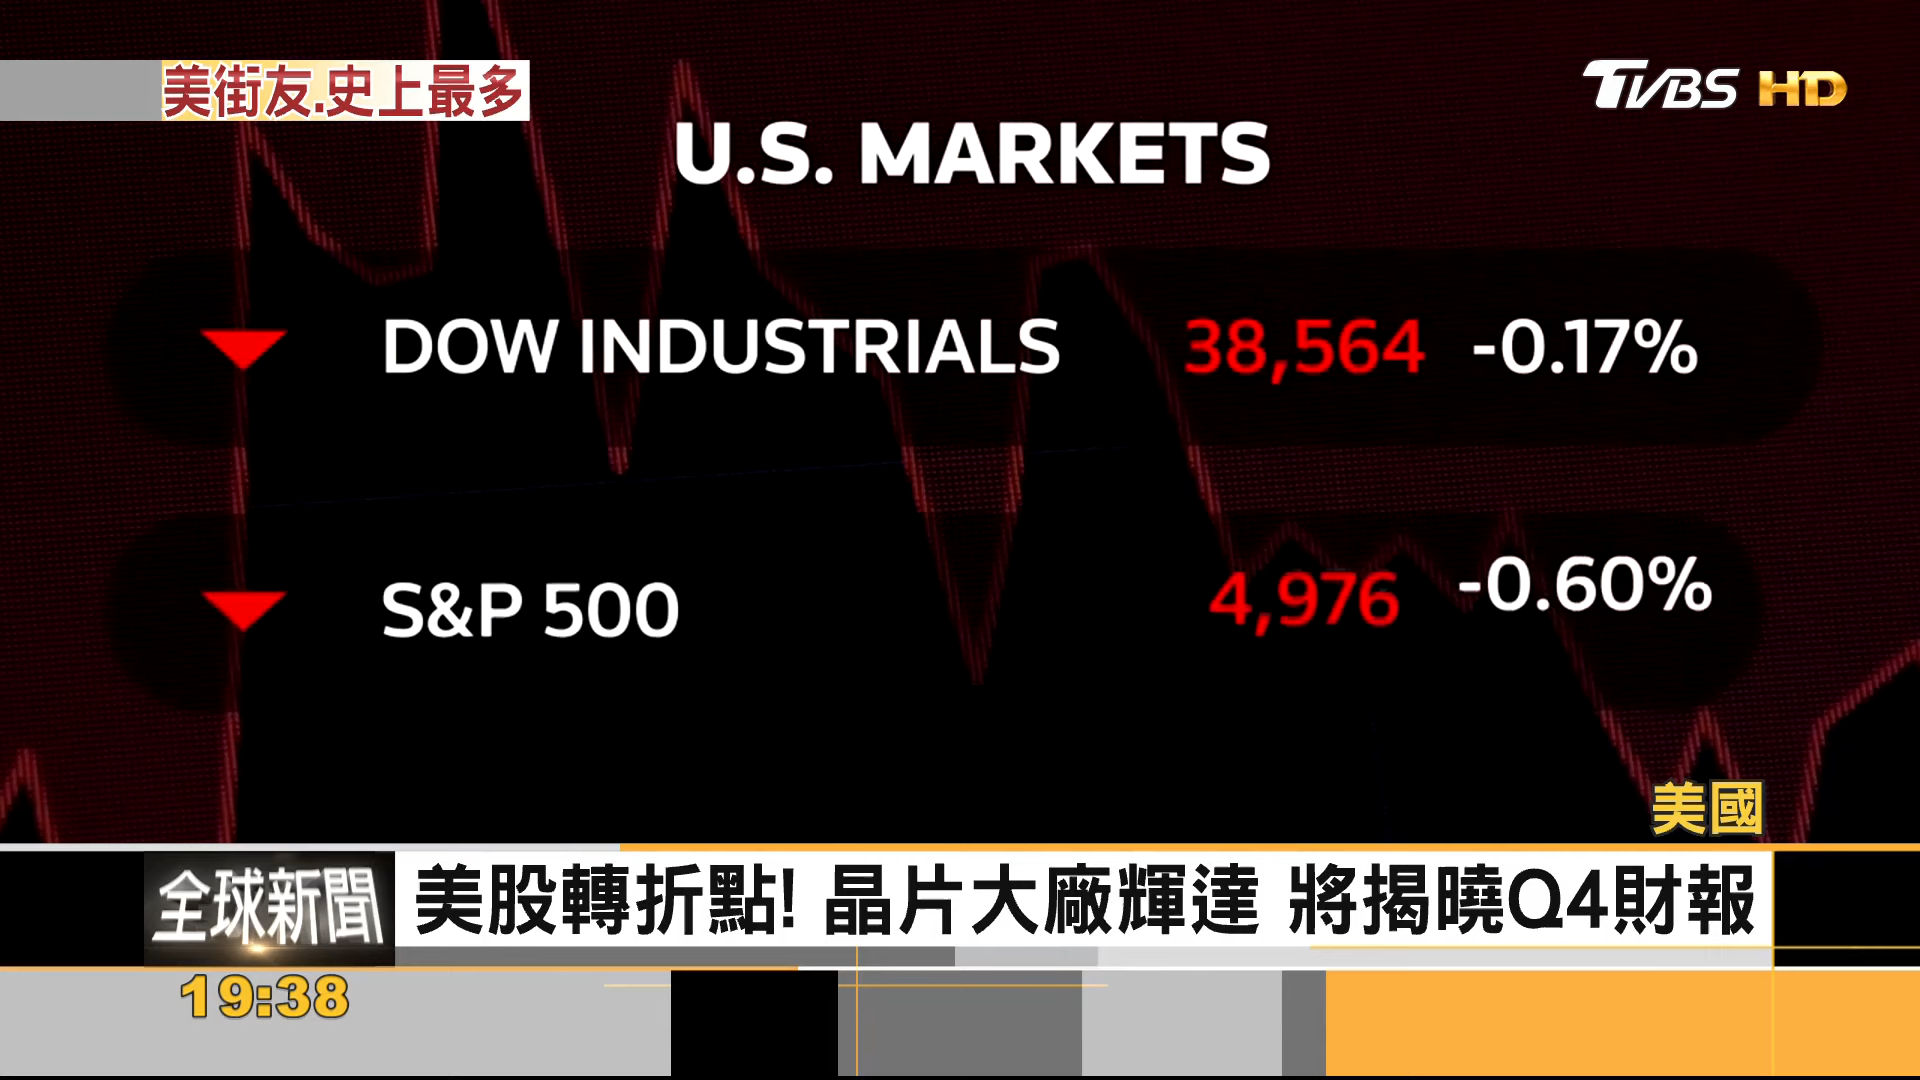 美街友.史上最多
TVBS HD
U.S. MARKETS
DOW INDUSTRIALS 38,564 -0.17%
S&P 500 4,976 -0.60%
美國
全球新聞
美股轉折點! 晶片大廠輝達 將揭曉Q4財報
19:38